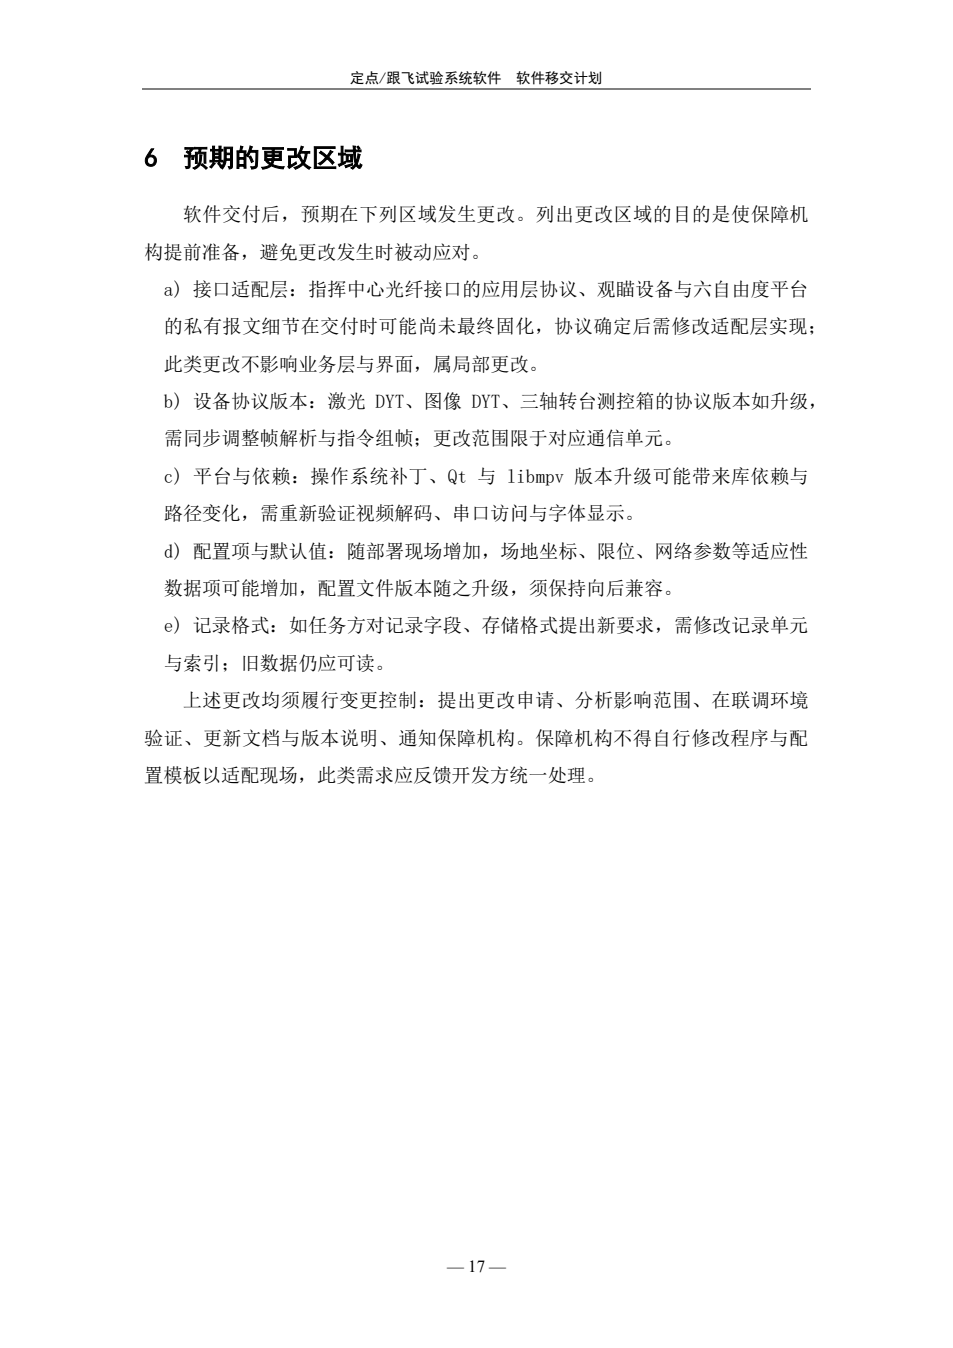 定点/跟飞试验系统软件　软件移交计划
6　预期的更改区域
软件交付后，预期在下列区域发生更改。列出更改区域的目的是使保障机
构提前准备，避免更改发生时被动应对。
a) 接口适配层：指挥中心光纤接口的应用层协议、观瞄设备与六自由度平台
的私有报文细节在交付时可能尚未最终固化，协议确定后需修改适配层实现；
此类更改不影响业务层与界面，属局部更改。
b) 设备协议版本：激光 DYT、图像 DYT、三轴转台测控箱的协议版本如升级，
需同步调整帧解析与指令组帧；更改范围限于对应通信单元。
c) 平台与依赖：操作系统补丁、Qt 与 libmpv 版本升级可能带来库依赖与
路径变化，需重新验证视频解码、串口访问与字体显示。
d) 配置项与默认值：随部署现场增加，场地坐标、限位、网络参数等适应性
数据项可能增加，配置文件版本随之升级，须保持向后兼容。
e) 记录格式：如任务方对记录字段、存储格式提出新要求，需修改记录单元
与索引；旧数据仍应可读。
上述更改均须履行变更控制：提出更改申请、分析影响范围、在联调环境
验证、更新文档与版本说明、通知保障机构。保障机构不得自行修改程序与配
置模板以适配现场，此类需求应反馈开发方统一处理。
— 17 —